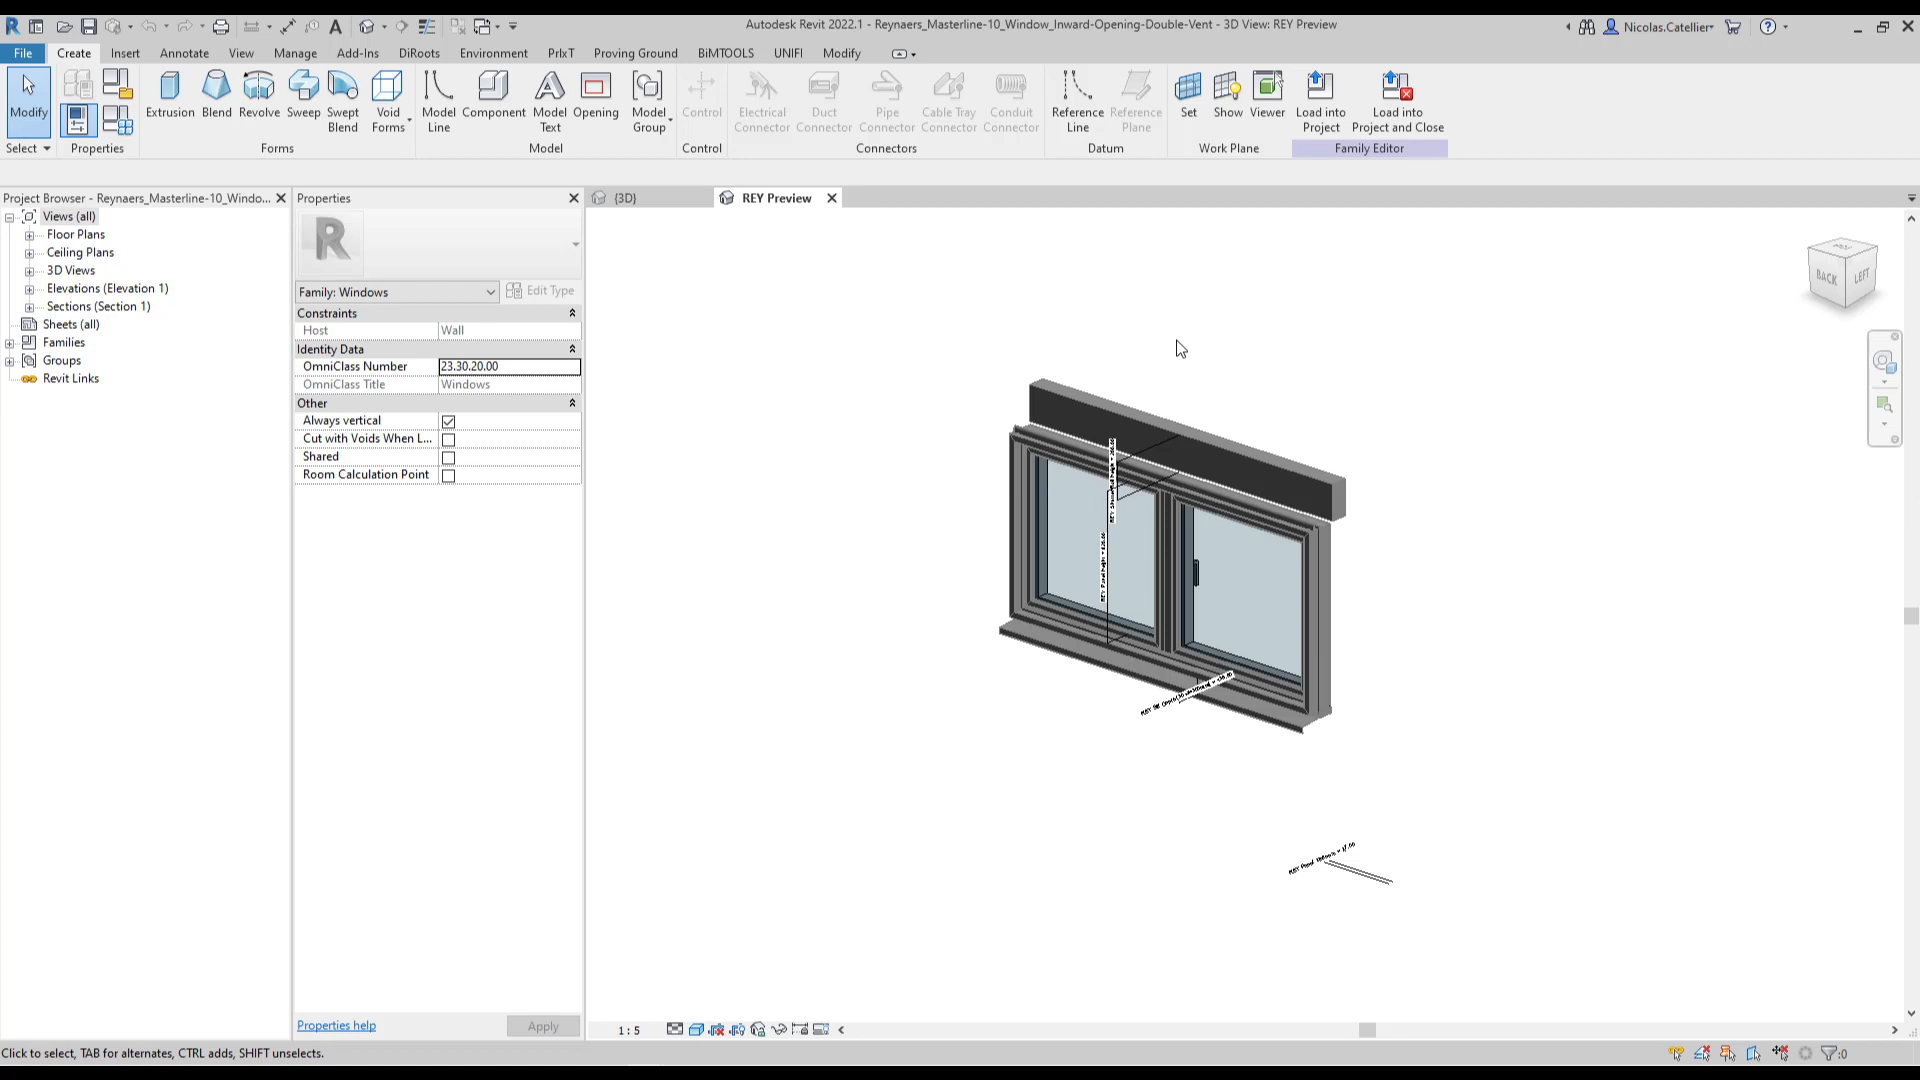 Autodesk Revit 2022.1 - Reynaers_Masterline-10_Window_Inward-Opening-Double-Vent - 3D View: REY Preview
Nicolas.Catellier
File Create Insert Annotate View Manage Add-Ins DiRoots Environment PrlxT Proving Ground BiMTOOLS UNIFI Modify
Modify
Extrusion
Blend
Revolve
Sweep
Swept
Blend
Void
Forms
Model
Line
Component
Model
Text
Opening
Model
Group
Control
Electrical
Connector
Duct
Connector
Pipe
Connector
Cable Tray
Connector
Conduit
Connector
Reference
Line
Reference
Plane
Set
Show
Viewer
Load into
Project
Load into
Project and Close
Select Properties Forms Model Control Connectors Datum Work Plane Family Editor
Project Browser - Reynaers_Masterline-10_Windo...
Views (all)
Floor Plans
Ceiling Plans
3D Views
Elevations (Elevation 1)
Sections (Section 1)
Sheets (all)
Families
Groups
Revit Links
Properties
Family: Windows
Edit Type
Constraints
Host Wall
Identity Data
OmniClass Number 23.30.20.00
OmniClass Title Windows
Other
Always vertical
Cut with Voids When L...
Shared
Room Calculation Point
Properties help
Apply
{3D}
REY Preview
BACK
LEFT
1 : 5
Click to select, TAB for alternates, CTRL adds, SHIFT unselects.
:0